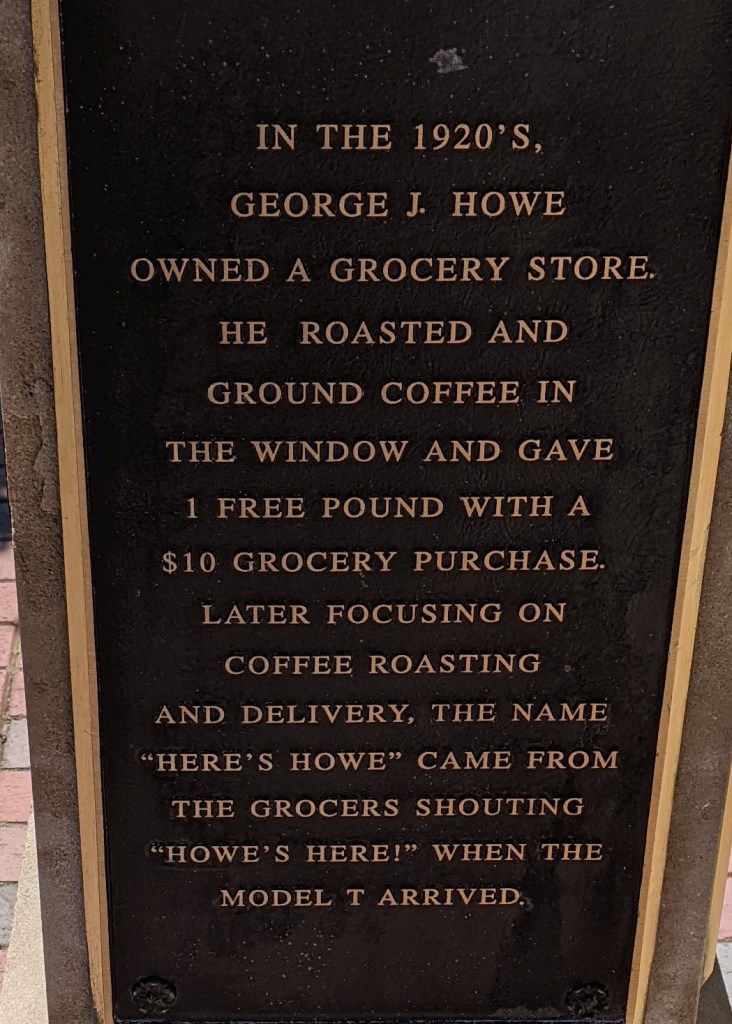 IN THE 1920'S,
GEORGE J. HOWE
OWNED A GROCERY STORE.
HE ROASTED AND
GROUND COFFEE IN
THE WINDOW AND GAVE
1 FREE POUND WITH A
$10 GROCERY PURCHASE.
LATER FOCUSING ON
COFFEE ROASTING
AND DELIVERY, THE NAME
"HERE'S HOWE" CAME FROM
THE GROCERS SHOUTING
"HOWE'S HERE!" WHEN THE
MODEL T ARRIVED.